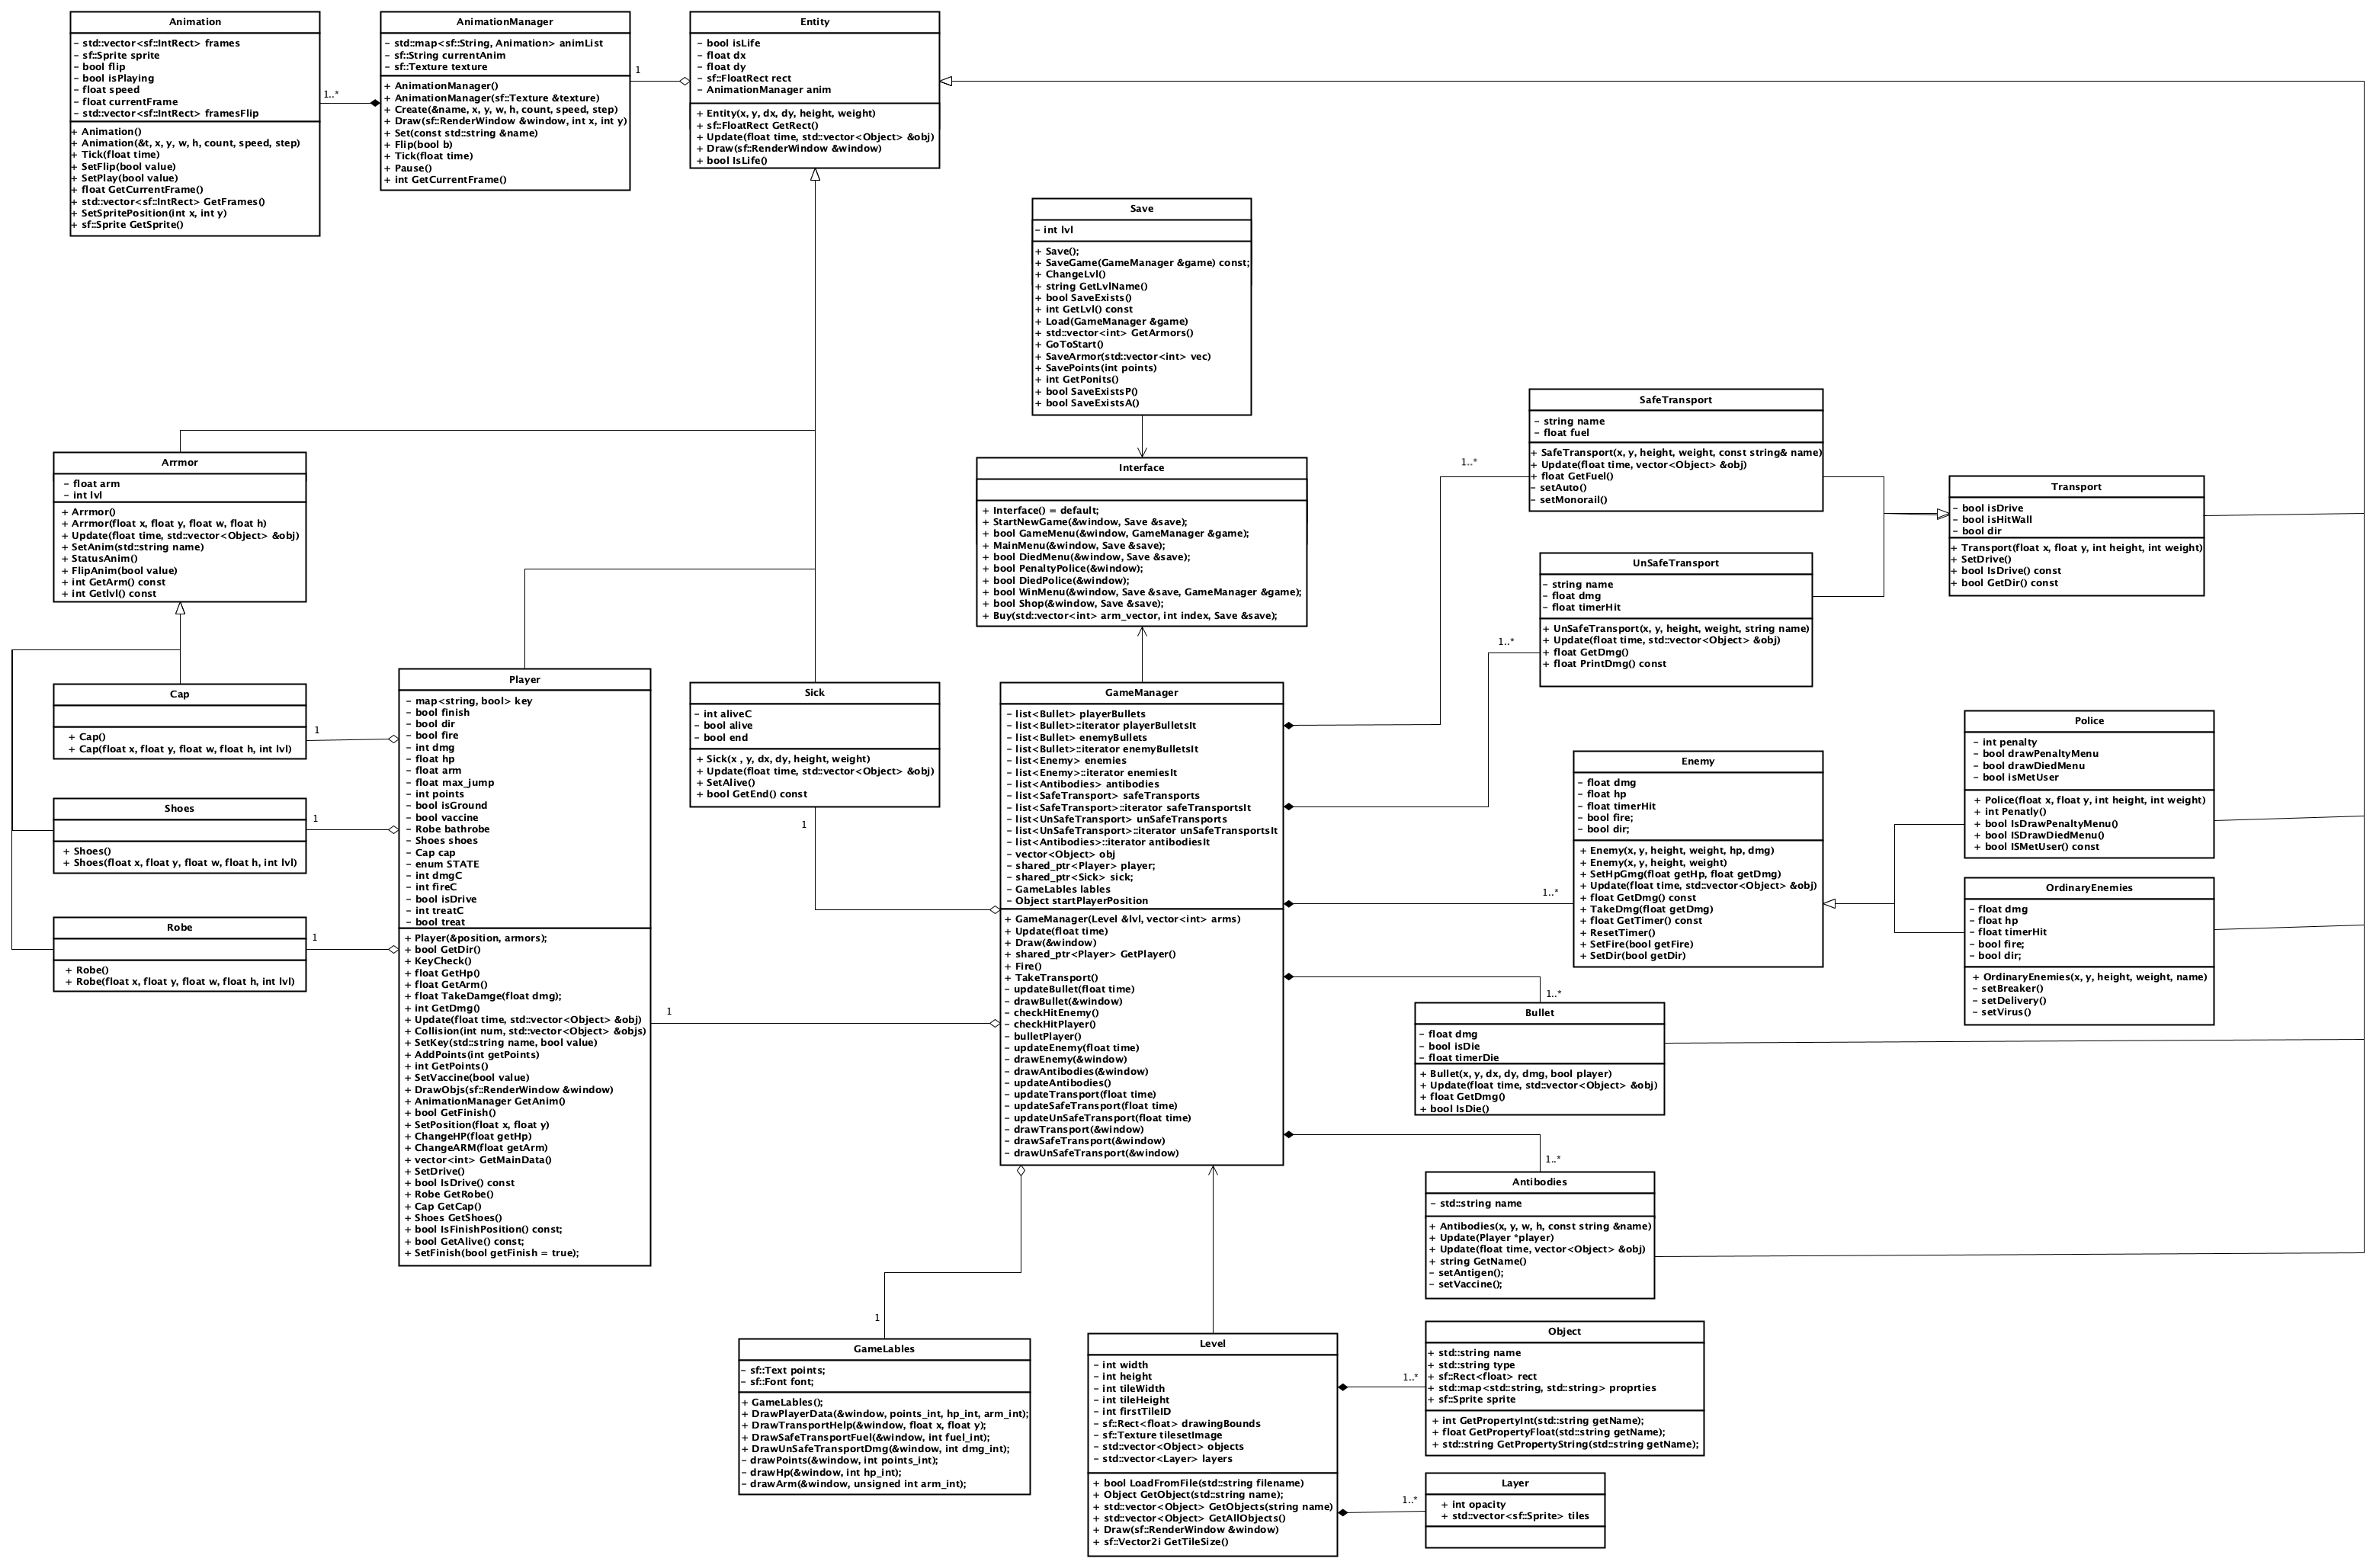 Animation
- std::vector<sf::IntRect> frames
- sf::Sprite sprite
- bool flip
- bool isPlaying
- float speed
- float currentFrame
- std::vector<sf::IntRect> framesFlip
+ Animation()
+ Animation(&t, x, y, w, h, count, speed, step)
+ Tick(float time)
+ SetFlip(bool value)
+ SetPlay(bool value)
+ float GetCurrentFrame()
+ std::vector<sf::IntRect> GetFrames()
+ SetSpritePosition(int x, int y)
+ sf::Sprite GetSprite()
1..*
AnimationManager
- std::map<sf::String, Animation> animList
- sf::String currentAnim
- sf::Texture texture
+ AnimationManager()
+ AnimationManager(sf::Texture &texture)
+ Create(&name, x, y, w, h, count, speed, step)
+ Draw(sf::RenderWindow &window, int x, int y)
+ Set(const std::string &name)
+ Flip(bool b)
+ Tick(float time)
+ Pause()
+ int GetCurrentFrame()
1
Entity
- bool isLife
- float dx
- float dy
- sf::FloatRect rect
- AnimationManager anim
+ Entity(x, y, dx, dy, height, weight)
+ sf::FloatRect GetRect()
+ Update(float time, std::vector<Object> &obj)
+ Draw(sf::RenderWindow &window)
+ bool IsLife()
Save
- int lvl
+ Save();
+ SaveGame(GameManager &game) const;
+ ChangeLvl()
+ string GetLvlName()
+ bool SaveExists()
+ int GetLvl() const
+ Load(GameManager &game)
+ std::vector<int> GetArmors()
+ GoToStart()
+ SaveArmor(std::vector<int> vec)
+ SavePoints(int points)
+ int GetPonits()
+ bool SaveExistsP()
+ bool SaveExistsA()
Interface
+ Interface() = default;
+ StartNewGame(&window, Save &save);
+ bool GameMenu(&window, GameManager &game);
+ MainMenu(&window, Save &save);
+ bool DiedMenu(&window, Save &save);
+ bool PenaltyPolice(&window);
+ bool DiedPolice(&window);
+ bool WinMenu(&window, Save &save, GameManager &game);
+ bool Shop(&window, Save &save);
+ Buy(std::vector<int> arm_vector, int index, Save &save);
SafeTransport
- string name
- float fuel
+ SafeTransport(x, y, height, weight, const string& name)
+ Update(float time, vector<Object> &obj)
+ float GetFuel()
- setAuto()
- setMonorail()
1..*
Transport
- bool isDrive
- bool isHitWall
- bool dir
+ Transport(float x, float y, int height, int weight)
+ SetDrive()
+ bool IsDrive() const
+ bool GetDir() const
UnSafeTransport
- string name
- float dmg
- float timerHit
+ UnSafeTransport(x, y, height, weight, string name)
+ Update(float time, std::vector<Object> &obj)
+ float GetDmg()
+ float PrintDmg() const
1..*
Arrmor
- float arm
- int lvl
+ Arrmor()
+ Arrmor(float x, float y, float w, float h)
+ Update(float time, std::vector<Object> &obj)
+ SetAnim(std::string name)
+ StatusAnim()
+ FlipAnim(bool value)
+ int GetArm() const
+ int Getlvl() const
Cap
+ Cap()
+ Cap(float x, float y, float w, float h, int lvl)
1
Shoes
+ Shoes()
+ Shoes(float x, float y, float w, float h, int lvl)
1
Robe
+ Robe()
+ Robe(float x, float y, float w, float h, int lvl)
1
Player
- map<string, bool> key
- bool finish
- bool dir
- bool fire
- int dmg
- float hp
- float arm
- float max_jump
- int points
- bool isGround
- bool vaccine
- Robe bathrobe
- Shoes shoes
- Cap cap
- enum STATE
- int dmgC
- int fireC
- bool isDrive
- int treatC
- bool treat
+ Player(&position, armors);
+ bool GetDir()
+ KeyCheck()
+ float GetHp()
+ float GetArm()
+ float TakeDamge(float dmg);
+ int GetDmg()
+ Update(float time, std::vector<Object> &obj)
+ Collision(int num, std::vector<Object> &objs)
+ SetKey(std::string name, bool value)
+ AddPoints(int getPoints)
+ int GetPoints()
+ SetVaccine(bool value)
+ DrawObjs(sf::RenderWindow &window)
+ AnimationManager GetAnim()
+ bool GetFinish()
+ SetPosition(float x, float y)
+ ChangeHP(float getHp)
+ ChangeARM(float getArm)
+ vector<int> GetMainData()
+ SetDrive()
+ bool IsDrive() const
+ Robe GetRobe()
+ Cap GetCap()
+ Shoes GetShoes()
+ bool IsFinishPosition() const;
+ bool GetAlive() const;
+ SetFinish(bool getFinish = true);
1
Sick
- int aliveC
- bool alive
- bool end
+ Sick(x , y, dx, dy, height, weight)
+ Update(float time, std::vector<Object> &obj)
+ SetAlive()
+ bool GetEnd() const
1
GameManager
- list<Bullet> playerBullets
- list<Bullet>::iterator playerBulletsIt
- list<Bullet> enemyBullets
- list<Bullet>::iterator enemyBulletsIt
- list<Enemy> enemies
- list<Enemy>::iterator enemiesIt
- list<Antibodies> antibodies
- list<SafeTransport> safeTransports
- list<SafeTransport>::iterator safeTransportsIt
- list<UnSafeTransport> unSafeTransports
- list<UnSafeTransport>::iterator unSafeTransportsIt
- list<Antibodies>::iterator antibodiesIt
- vector<Object> obj
- shared_ptr<Player> player;
- shared_ptr<Sick> sick;
- GameLables lables
- Object startPlayerPosition
+ GameManager(Level &lvl, vector<int> arms)
+ Update(float time)
+ Draw(&window)
+ shared_ptr<Player> GetPlayer()
+ Fire()
+ TakeTransport()
- updateBullet(float time)
- drawBullet(&window)
- checkHitEnemy()
- checkHitPlayer()
- bulletPlayer()
- updateEnemy(float time)
- drawEnemy(&window)
- drawAntibodies(&window)
- updateAntibodies()
- updateTransport(float time)
- updateSafeTransport(float time)
- updateUnSafeTransport(float time)
- drawTransport(&window)
- drawSafeTransport(&window)
- drawUnSafeTransport(&window)
Enemy
- float dmg
- float hp
- float timerHit
- bool fire;
- bool dir;
+ Enemy(x, y, height, weight, hp, dmg)
+ Enemy(x, y, height, weight)
+ SetHpGmg(float getHp, float getDmg)
+ Update(float time, std::vector<Object> &obj)
+ float GetDmg() const
+ TakeDmg(float getDmg)
+ float GetTimer() const
+ ResetTimer()
+ SetFire(bool getFire)
+ SetDir(bool getDir)
1..*
Police
- int penalty
- bool drawPenaltyMenu
- bool drawDiedMenu
- bool isMetUser
+ Police(float x, float y, int height, int weight)
+ int Penatly()
+ bool IsDrawPenaltyMenu()
+ bool ISDrawDiedMenu()
+ bool ISMetUser() const
OrdinaryEnemies
- float dmg
- float hp
- float timerHit
- bool fire;
- bool dir;
+ OrdinaryEnemies(x, y, height, weight, name)
- setBreaker()
- setDelivery()
- setVirus()
1..*
Bullet
- float dmg
- bool isDie
- float timerDie
+ Bullet(x, y, dx, dy, dmg, bool player)
+ Update(float time, std::vector<Object> &obj)
+ float GetDmg()
+ bool IsDie()
1..*
Antibodies
- std::string name
+ Antibodies(x, y, w, h, const string &name)
+ Update(Player *player)
+ Update(float time, vector<Object> &obj)
+ string GetName()
- setAntigen();
- setVaccine();
1
GameLables
- sf::Text points;
- sf::Font font;
+ GameLables();
+ DrawPlayerData(&window, points_int, hp_int, arm_int);
+ DrawTransportHelp(&window, float x, float y);
+ DrawSafeTransportFuel(&window, int fuel_int);
+ DrawUnSafeTransportDmg(&window, int dmg_int);
- drawPoints(&window, int points_int);
- drawHp(&window, int hp_int);
- drawArm(&window, unsigned int arm_int);
Level
- int width
- int height
- int tileWidth
- int tileHeight
- int firstTileID
- sf::Rect<float> drawingBounds
- sf::Texture tilesetImage
- std::vector<Object> objects
- std::vector<Layer> layers
+ bool LoadFromFile(std::string filename)
+ Object GetObject(std::string name);
+ std::vector<Object> GetObjects(string name)
+ std::vector<Object> GetAllObjects()
+ Draw(sf::RenderWindow &window)
+ sf::Vector2i GetTileSize()
1..*
Object
+ std::string name
+ std::string type
+ sf::Rect<float> rect
+ std::map<std::string, std::string> proprties
+ sf::Sprite sprite
+ int GetPropertyInt(std::string getName);
+ float GetPropertyFloat(std::string getName);
+ std::string GetPropertyString(std::string getName);
1..*
Layer
+ int opacity
+ std::vector<sf::Sprite> tiles